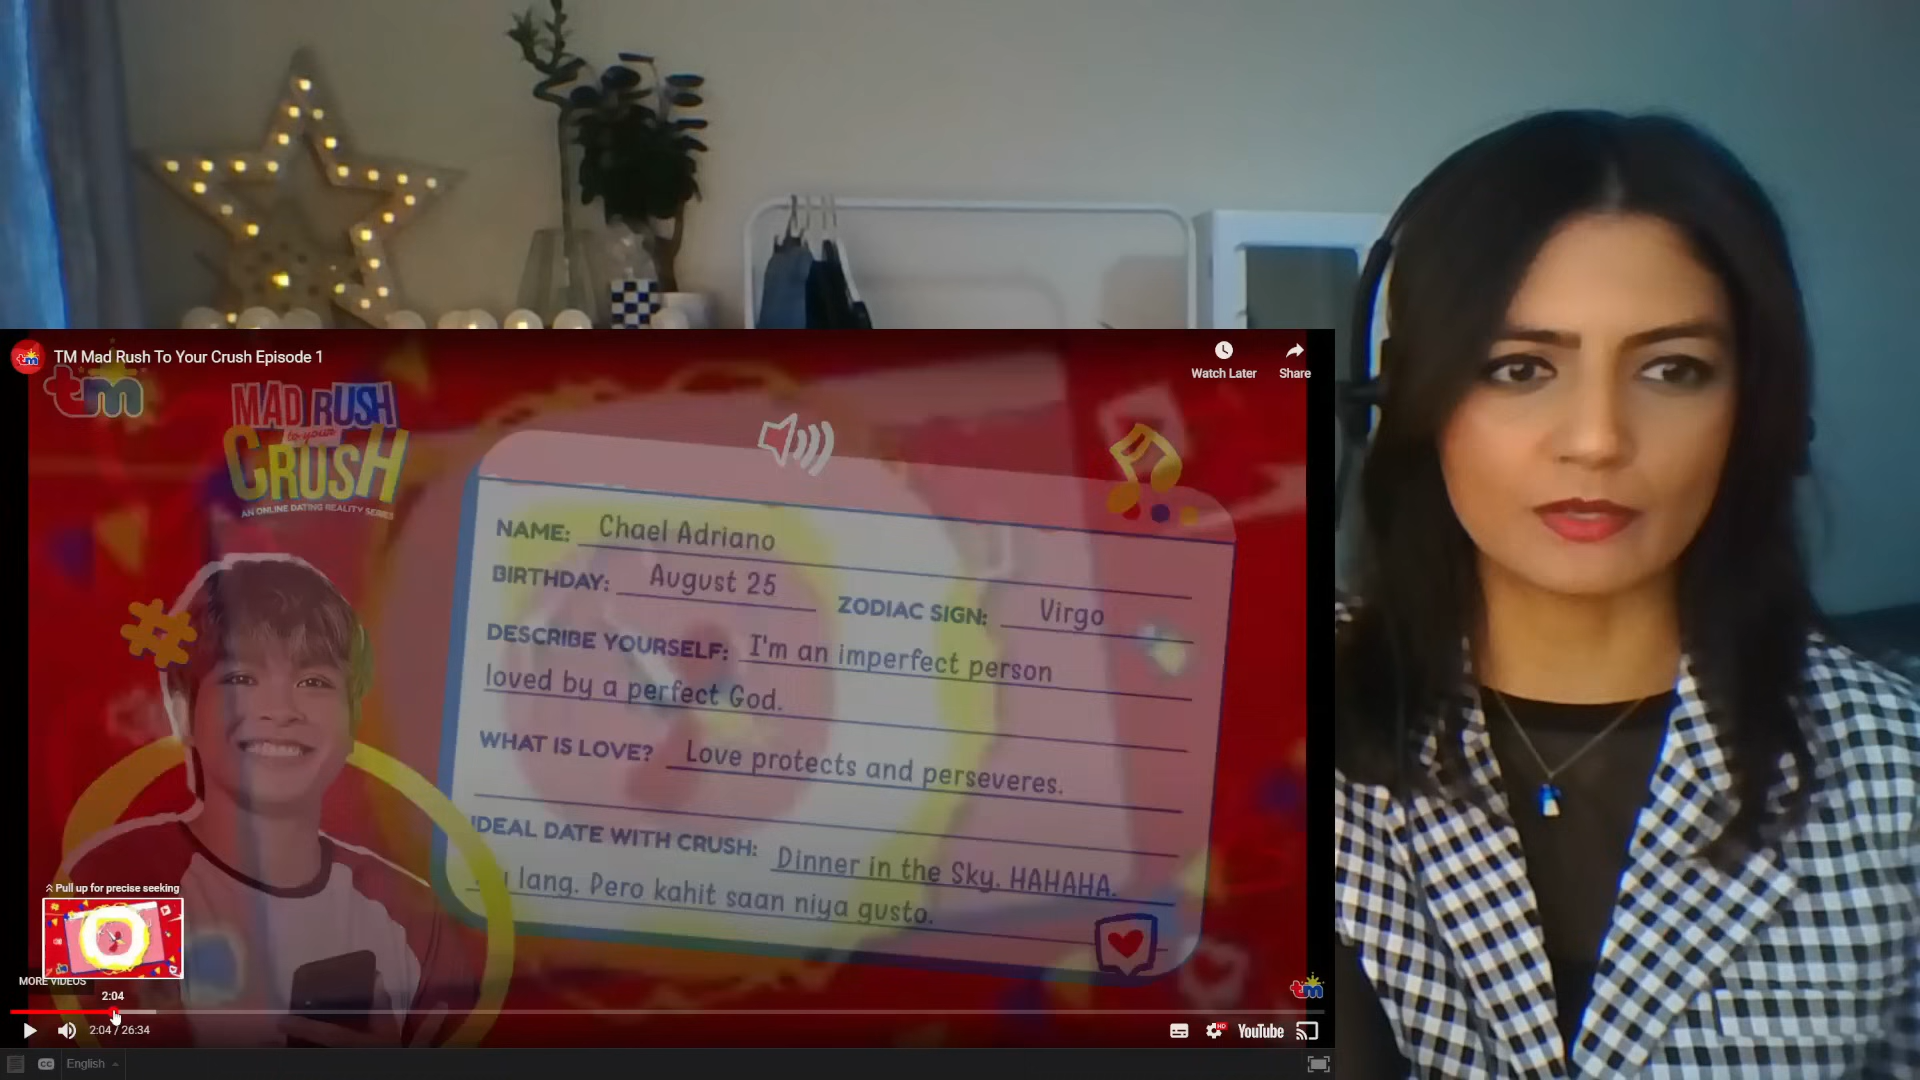 TM Mad Rush To Your Crush Episode 1
Watch Later
Share
tm
MAD RUSH
to your
CRUSH
AN ONLINE DATING REALITY SERIES
NAME: Chael Adriano
BIRTHDAY: August 25
ZODIAC SIGN: Virgo
DESCRIBE YOURSELF: I'm an imperfect person
loved by a perfect God.
WHAT IS LOVE? Love protects and perseveres.
IDEAL DATE WITH CRUSH: Dinner in the Sky. HAHAHA.
lang. Pero kahit saan niya gusto.
Pull up for precise seeking
MORE VIDEOS
2:04
tm
2:04 / 26:34
HD
YouTube
CC
English